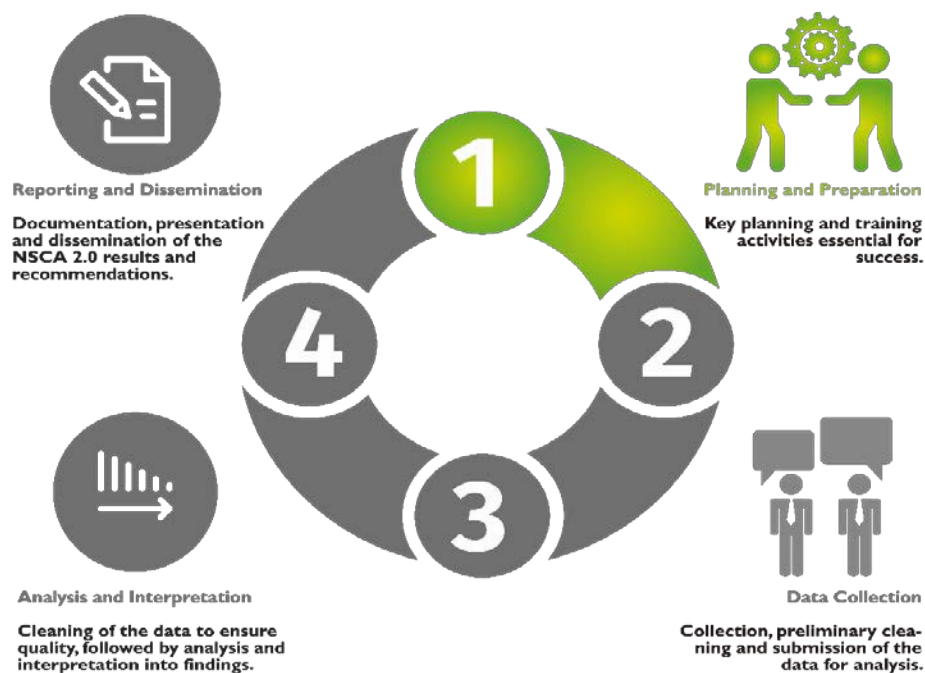 1
Planning and Preparation
Key planning and training
activities essential for
success.
2
Data Collection
Collection, preliminary clea-
ning and submission of the
data for analysis.
3
Analysis and Interpretation
Cleaning of the data to ensure
quality, followed by analysis and
interpretation into findings.
4
Reporting and Dissemination
Documentation, presentation
and dissemination of the
NSCA 2.0 results and
recommendations.